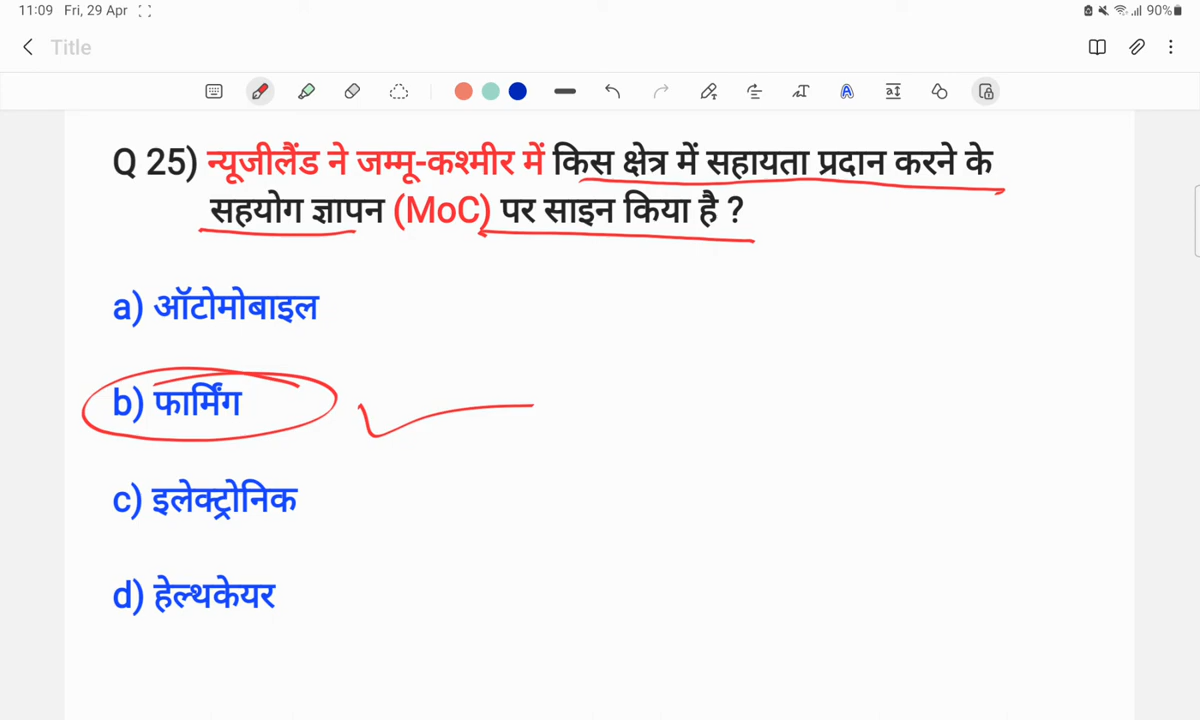 11:09 Fri, 29 Apr
90%
Title
Q 25) न्यूजीलैंड ने जम्मू-कश्मीर में किस क्षेत्र में सहायता प्रदान करने के
सहयोग ज्ञापन (MoC) पर साइन किया है ?
a) ऑटोमोबाइल
b) फार्मिंग
c) इलेक्ट्रोनिक
d) हेल्थकेयर